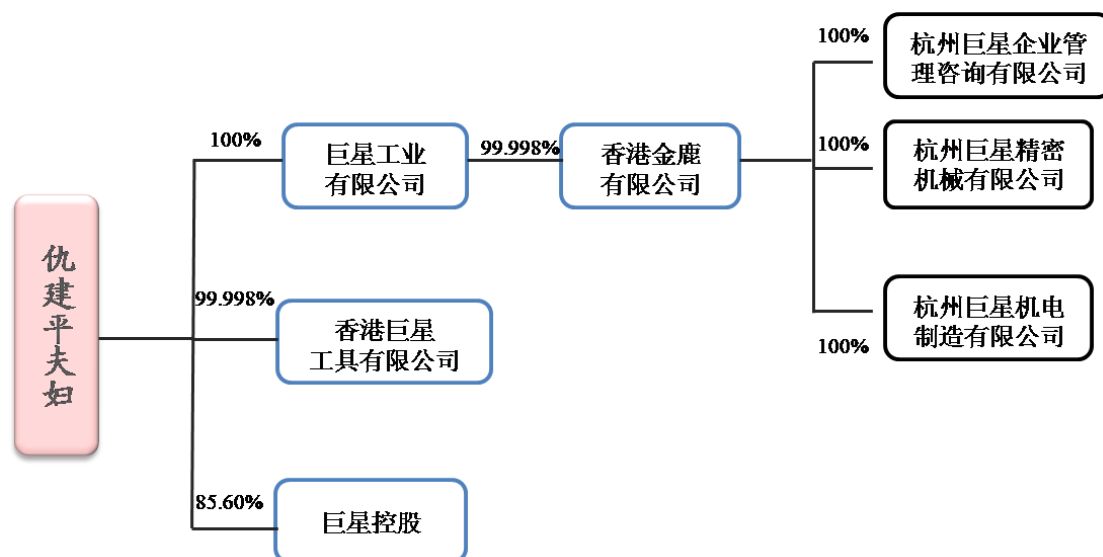 仇建平夫妇
100%
巨星工业
有限公司
99.998%
香港金鹿
有限公司
100%
杭州巨星企业管
理咨询有限公司
100%
杭州巨星精密
机械有限公司
100%
杭州巨星机电
制造有限公司
99.998%
香港巨星
工具有限公司
85.60%
巨星控股